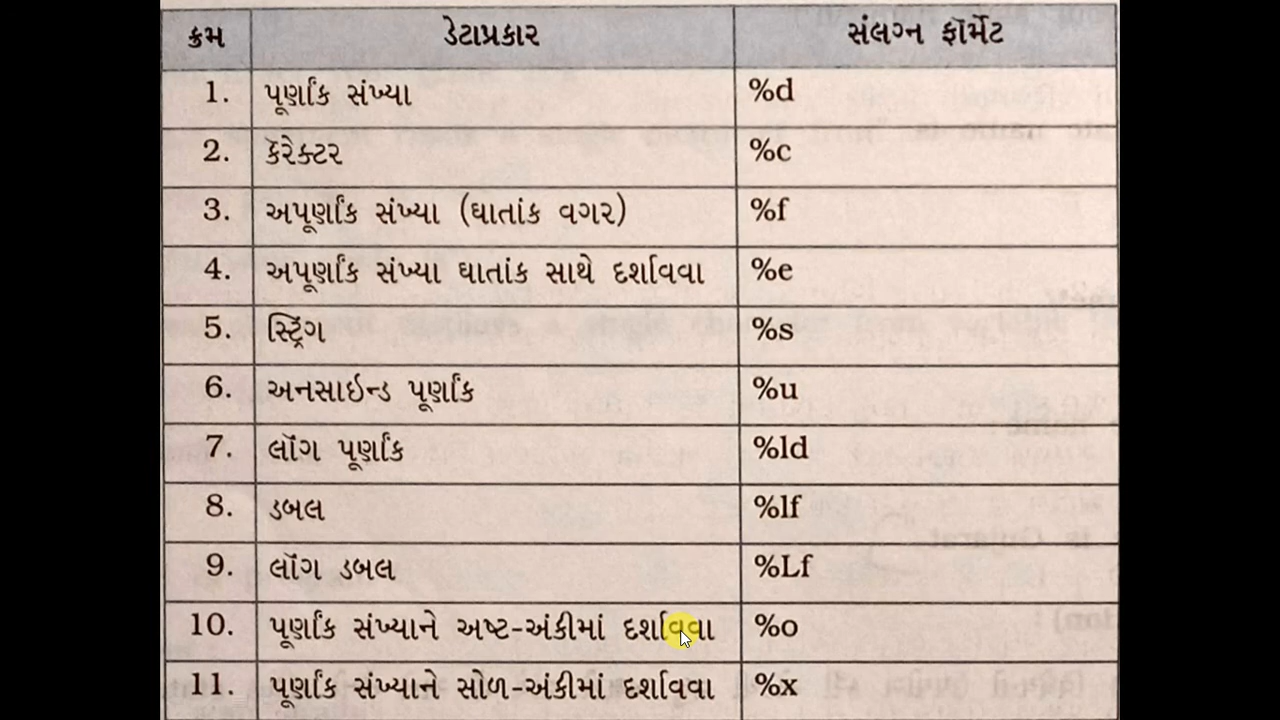 ક્રમ ડેટાપ્રકાર સંલગ્ન ફૉર્મેટ
1. પૂર્ણાંક સંખ્યા %d
2. કૅરેક્ટર %c
3. અપૂર્ણાંક સંખ્યા (ઘાતાંક વગર) %f
4. અપૂર્ણાંક સંખ્યા ઘાતાંક સાથે દર્શાવવા %e
5. સ્ટ્રિંગ %s
6. અનસાઇન્ડ પૂર્ણાંક %u
7. લૉંગ પૂર્ણાંક %ld
8. ડબલ %lf
9. લૉંગ ડબલ %Lf
10. પૂર્ણાંક સંખ્યાને અષ્ટ-અંકીમાં દર્શાવવા %o
11. પૂર્ણાંક સંખ્યાને સોળ-અંકીમાં દર્શાવવા %x